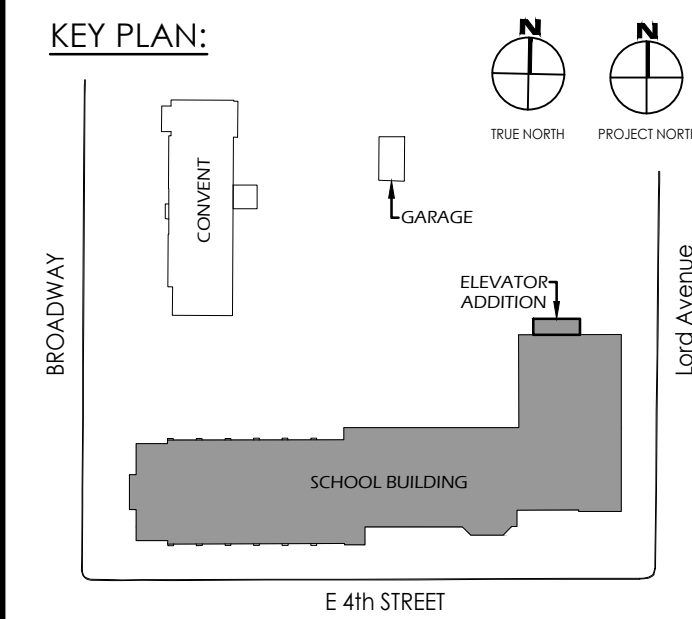 KEY PLAN:
N
N
TRUE NORTH
PROJECT NORTH
CONVENT
GARAGE
BROADWAY
ELEVATOR
ADDITION
Lord Avenue
SCHOOL BUILDING
E 4th STREET